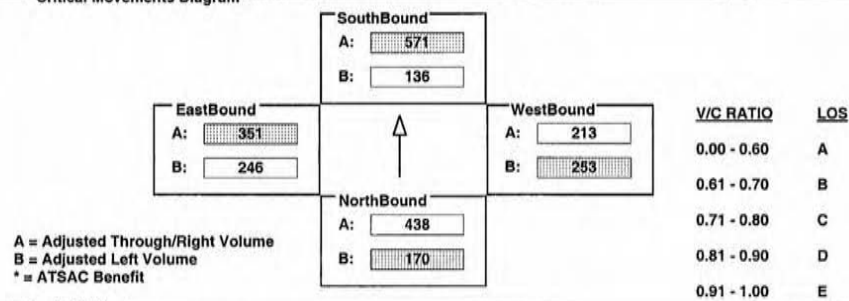 Critical Movements Diagram
SouthBound
A: 571
B: 136
EastBound
A: 351
B: 246
WestBound
A: 213
B: 253
NorthBound
A: 438
B: 170
A = Adjusted Through/Right Volume
B = Adjusted Left Volume
* = ATSAC Benefit
V/C RATIO LOS
0.00 - 0.60 A
0.61 - 0.70 B
0.71 - 0.80 C
0.81 - 0.90 D
0.91 - 1.00 E